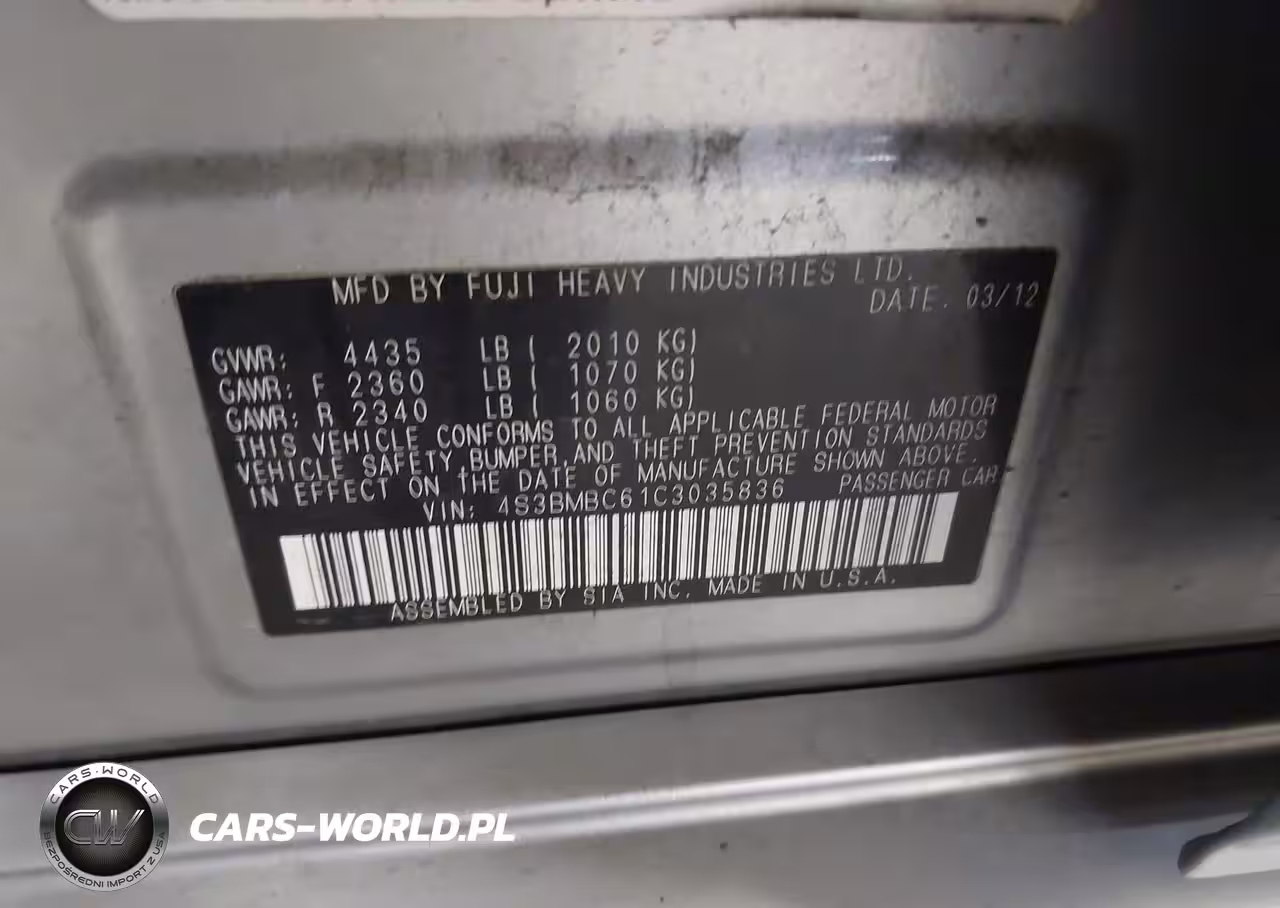 MFD BY FUJI HEAVY INDUSTRIES LTD.
DATE. 03/12
GVWR: 4435 LB ( 2010 KG)
GAWR: F 2360 LB ( 1070 KG)
GAWR: R 2340 LB ( 1060 KG)
THIS VEHICLE CONFORMS TO ALL APPLICABLE FEDERAL MOTOR
VEHICLE SAFETY, BUMPER, AND THEFT PREVENTION STANDARDS
IN EFFECT ON THE DATE OF MANUFACTURE SHOWN ABOVE.
VIN: 4S3BMBC61C3035836 PASSENGER CAR
ASSEMBLED BY SIA INC. MADE IN U.S.A.
CARS-WORLD
CW
BEZPOŚREDNI IMPORT Z USA
CARS-WORLD.PL